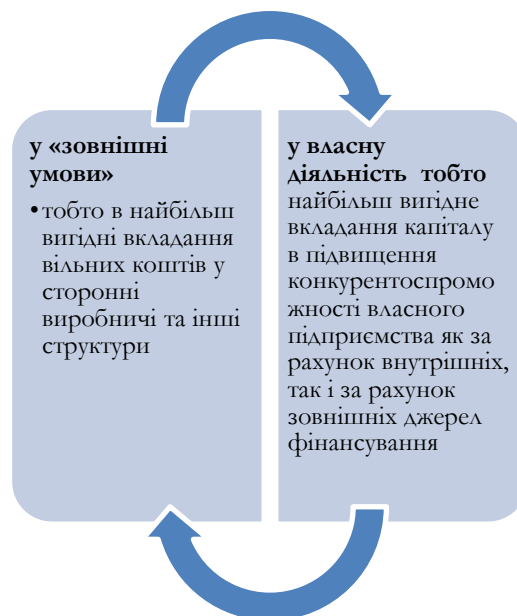 у «зовнішні
умови»
•тобто в найбільш
вигідні вкладання
вільних коштів у
сторонні
виробничі та інші
структури
у власну
діяльність тобто
найбільш вигідне
вкладання капіталу
в підвищення
конкурентоспромо
жності власного
підприємства як за
рахунок внутрішніх,
так і за рахунок
зовнішніх джерел
фінансування